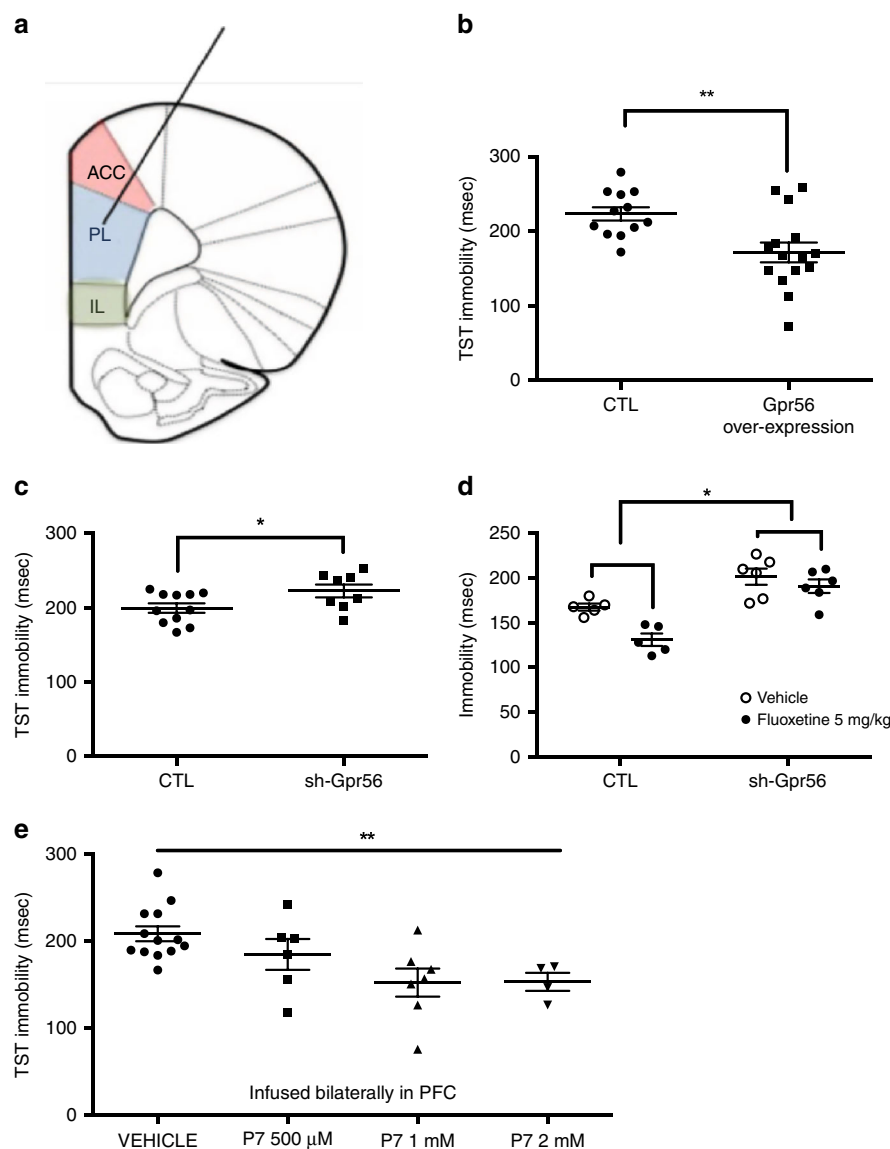 a
ACC
PL
IL
b
**
TST immobility (msec)
300
200
100
0
CTL
Gpr56
over-expression
c
*
TST immobility (msec)
300
200
100
0
CTL
sh-Gpr56
d
*
Immobility (msec)
250
200
150
100
50
0
Vehicle
Fluoxetine 5 mg/kg
CTL
sh-Gpr56
e
**
TST immobility (msec)
300
200
100
0
Infused bilaterally in PFC
VEHICLE
P7 500 μM
P7 1 mM
P7 2 mM